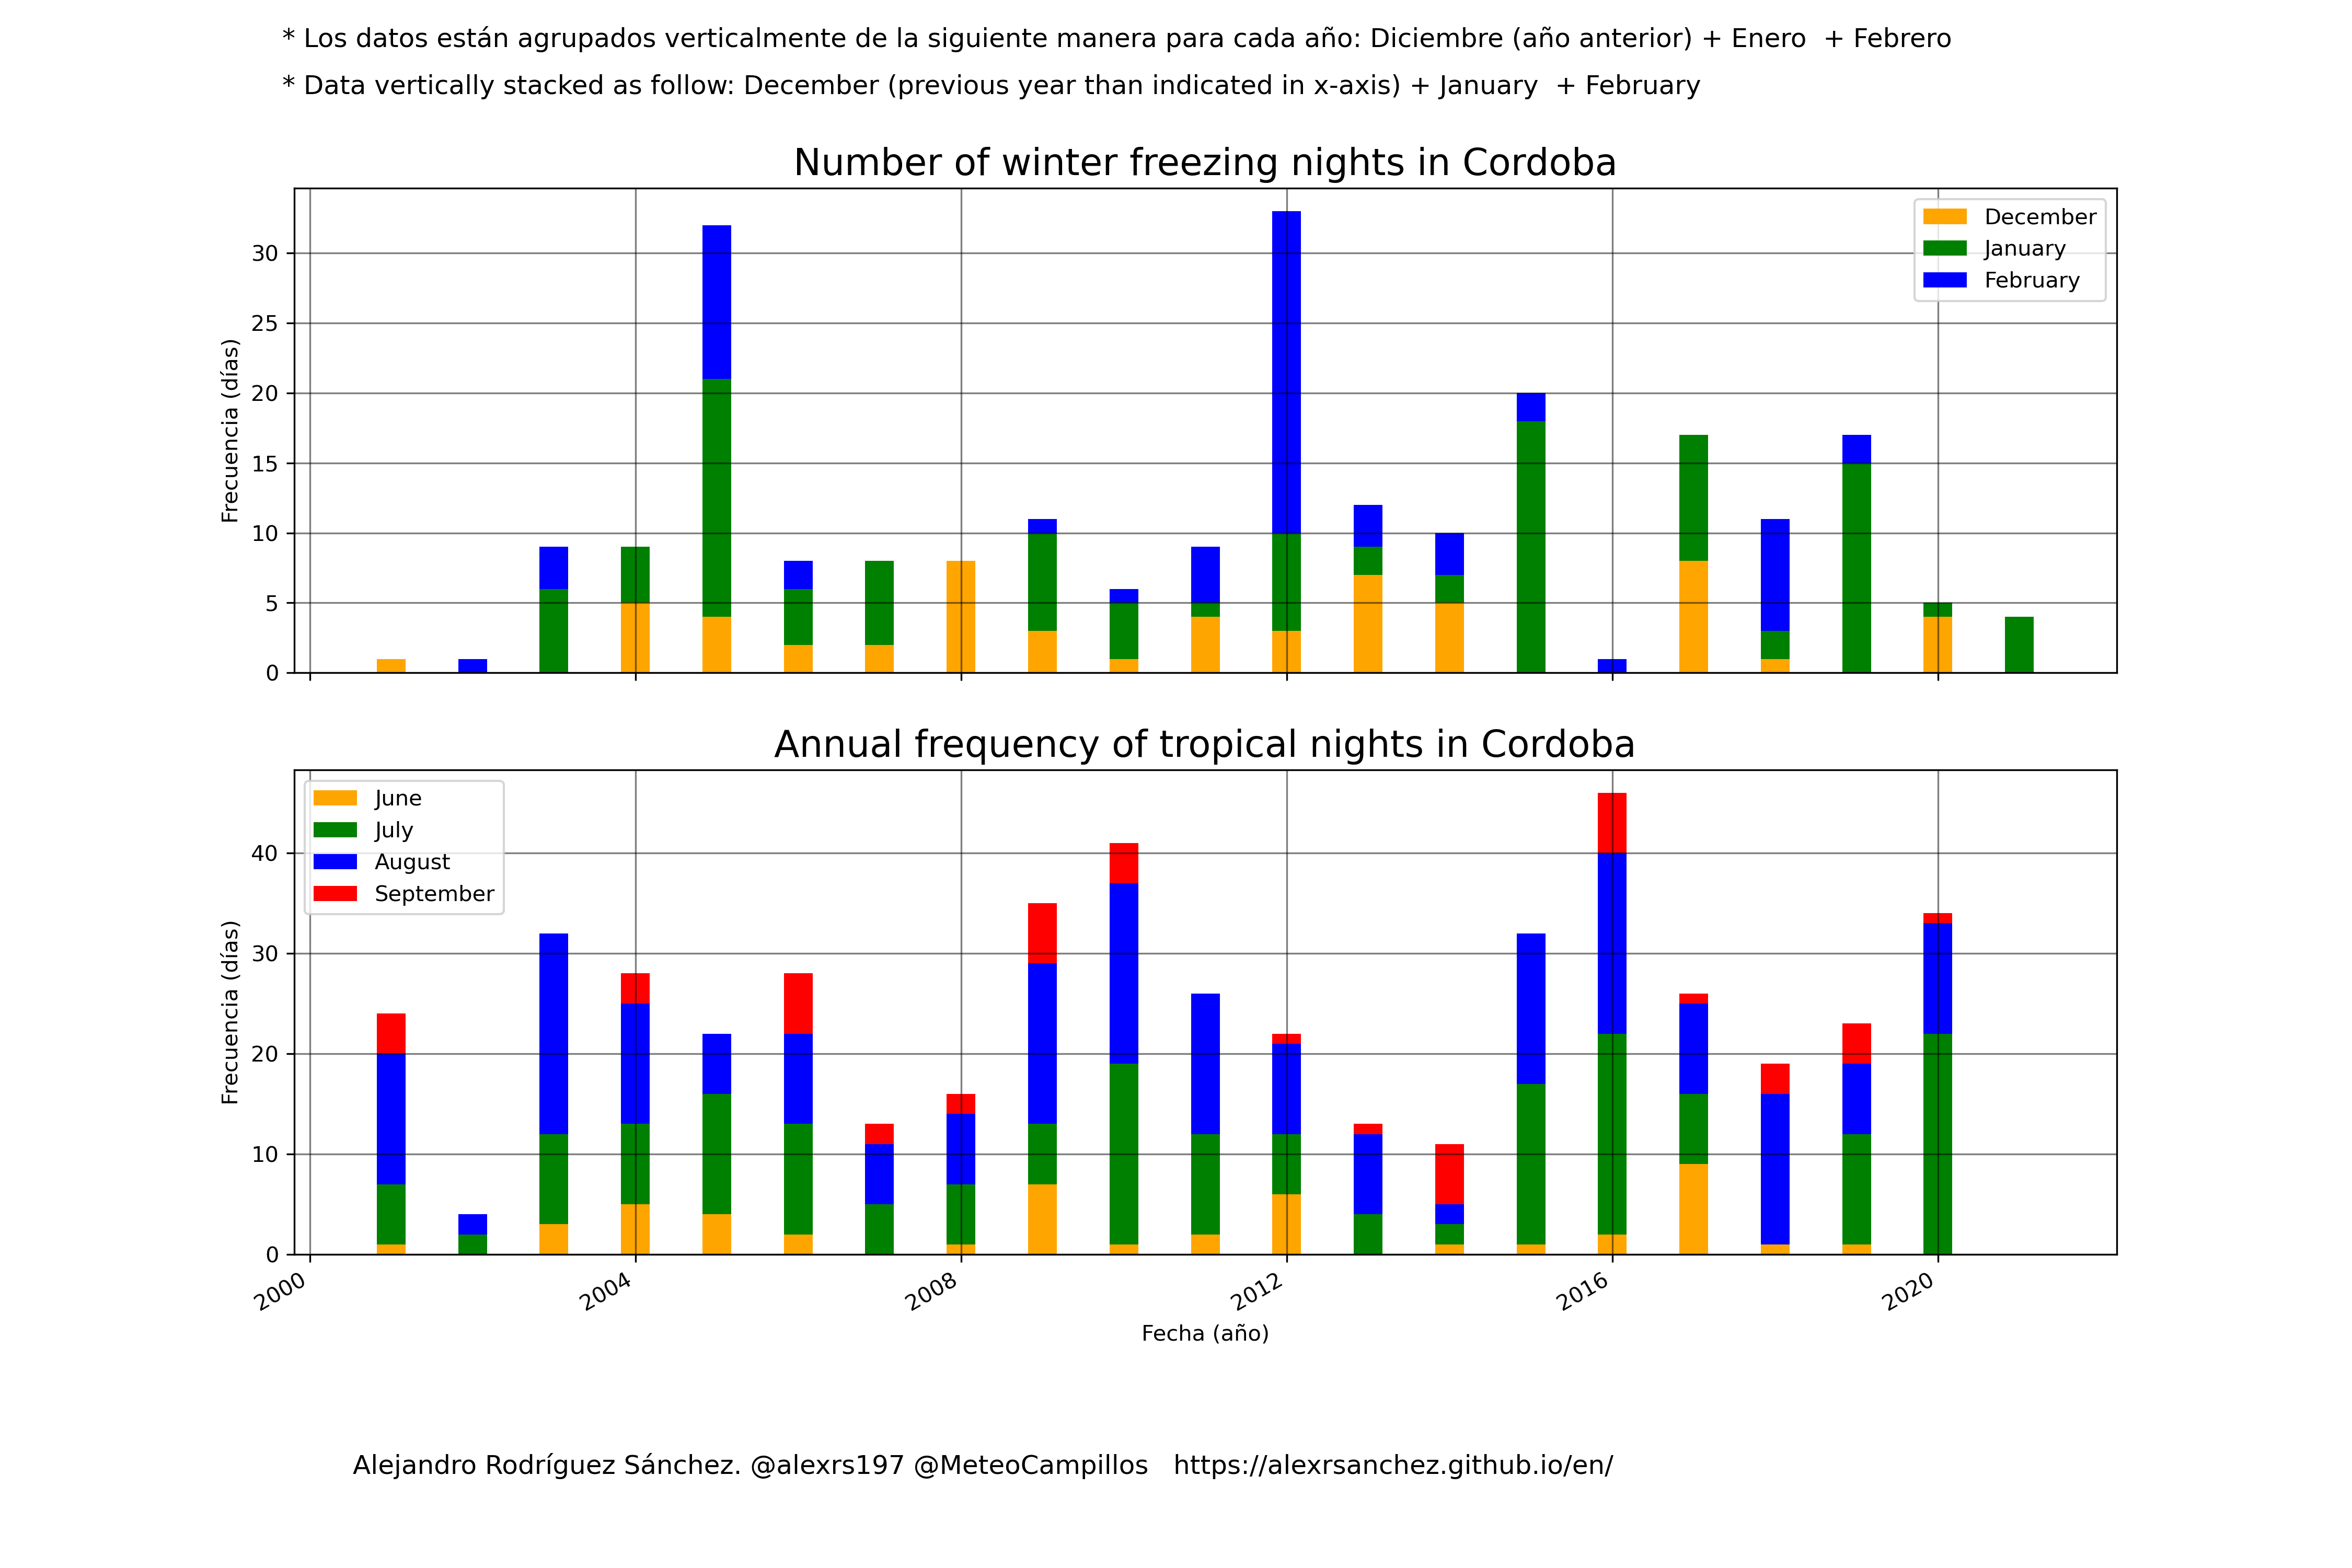 * Los datos están agrupados verticalmente de la siguiente manera para cada año: Diciembre (año anterior) + Enero  + Febrero
* Data vertically stacked as follow: December (previous year than indicated in x-axis) + January  + February
Number of winter freezing nights in Cordoba
Frecuencia (días)
30
25
20
15
10
5
0
December
January
February
Annual frequency of tropical nights in Cordoba
Frecuencia (días)
40
30
20
10
0
June
July
August
September
2000
2004
2008
2012
2016
2020
Fecha (año)
Alejandro Rodríguez Sánchez. @alexrs197 @MeteoCampillos   https://alexrsanchez.github.io/en/